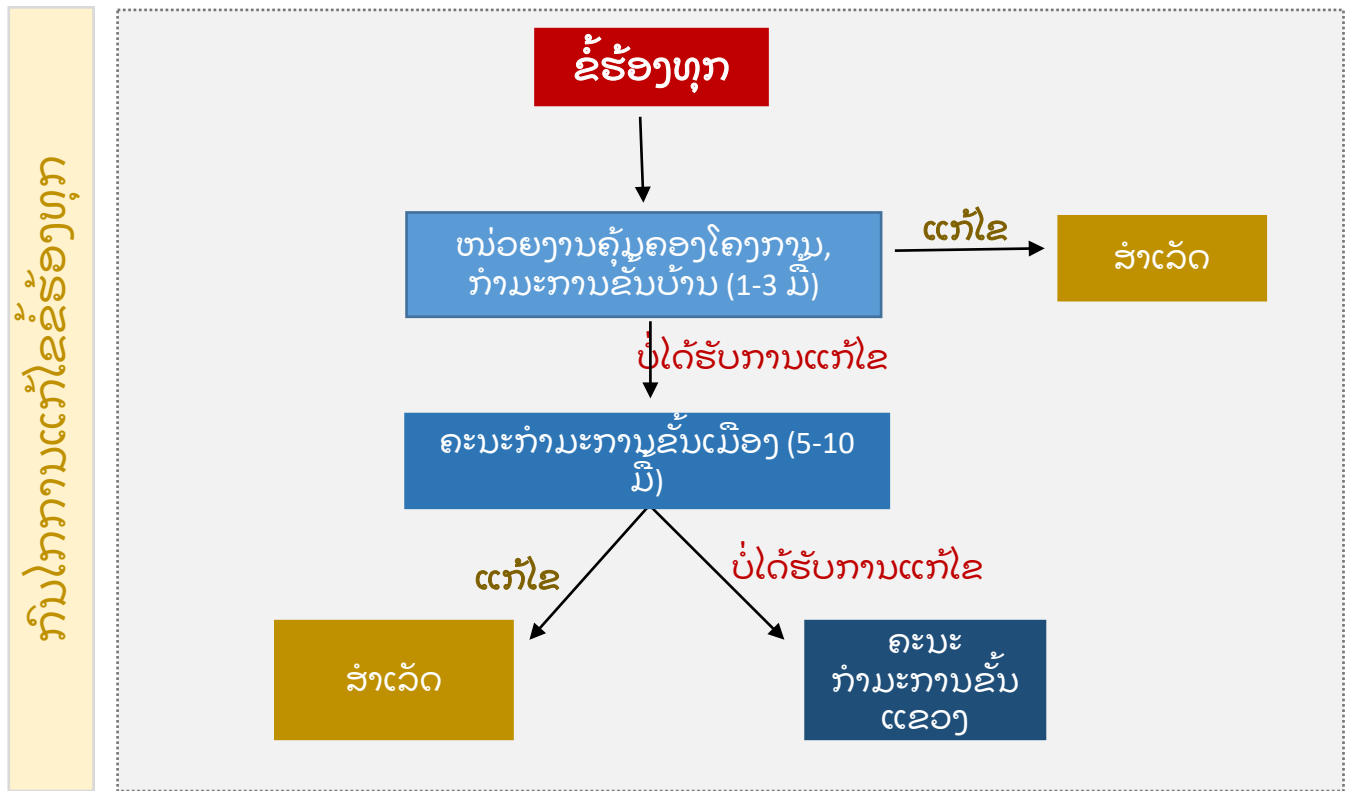 ກົນໄກການແກ້ໄຂຂໍ້ຮ້ອງທຸກ
ຂໍ້ຮ້ອງທຸກ
ໜ່ວຍງານຄຸ້ມຄອງໂຄງການ,
ກຳມະການຂັ້ນບ້ານ (1-3 ມື້)
ແກ້ໄຂ
ສຳເລັດ
ບໍ່ໄດ້ຮັບການແກ້ໄຂ
ຄະນະກຳມະການຂັ້ນເມືອງ (5-10
ມື້)
ແກ້ໄຂ
ບໍ່ໄດ້ຮັບການແກ້ໄຂ
ສຳເລັດ
ຄະນະ
ກຳມະການຂັ້ນ
ແຂວງ